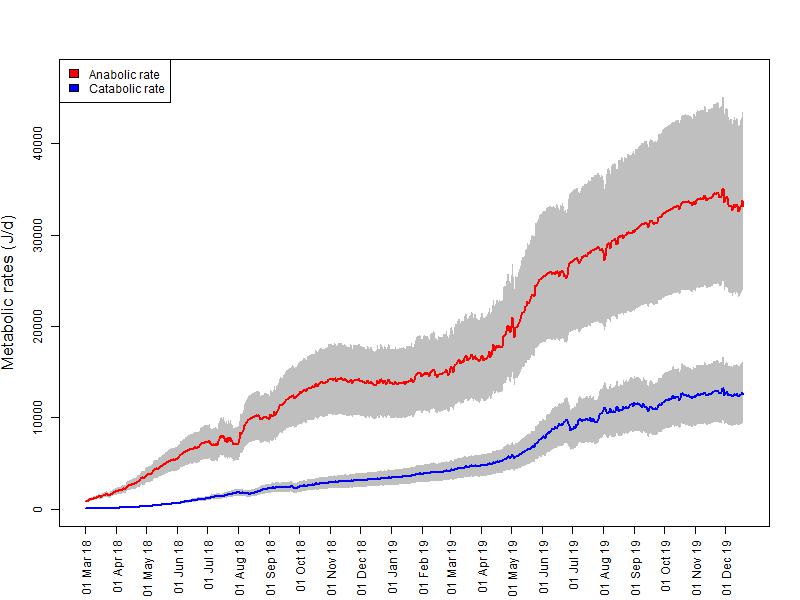 Anabolic rate
Catabolic rate
Metabolic rates (J/d)
40000
30000
20000
10000
0
01 Mar 18
01 Apr 18
01 May 18
01 Jun 18
01 Jul 18
01 Aug 18
01 Sep 18
01 Oct 18
01 Nov 18
01 Dec 18
01 Jan 19
01 Feb 19
01 Mar 19
01 Apr 19
01 May 19
01 Jun 19
01 Jul 19
01 Aug 19
01 Sep 19
01 Oct 19
01 Nov 19
01 Dec 19